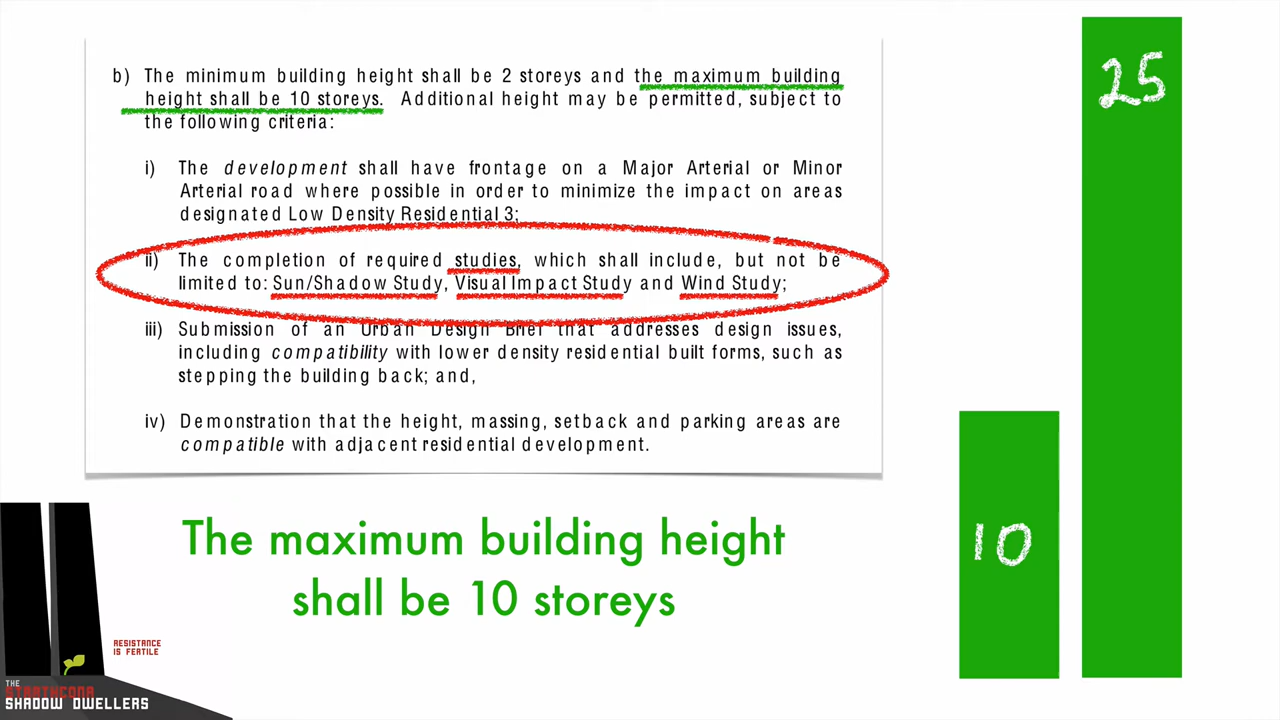 b) The minimum building height shall be 2 storeys and the maximum building
height shall be 10 storeys. Additional height may be permitted, subject to
the following criteria:
i) The development shall have frontage on a Major Arterial or Minor
Arterial road where possible in order to minimize the impact on areas
designated Low Density Residential 3;
ii) The completion of required studies, which shall include, but not be
limited to: Sun/Shadow Study, Visual Impact Study and Wind Study;
iii) Submission of an Urban Design Brief that addresses design issues,
including compatibility with lower density residential built forms, such as
stepping the building back; and,
iv) Demonstration that the height, massing, setback and parking areas are
compatible with adjacent residential development.
The maximum building height
shall be 10 storeys
10
25
RESISTANCE
IS FERTILE
THE
STRATHCONA
SHADOW DWELLERS